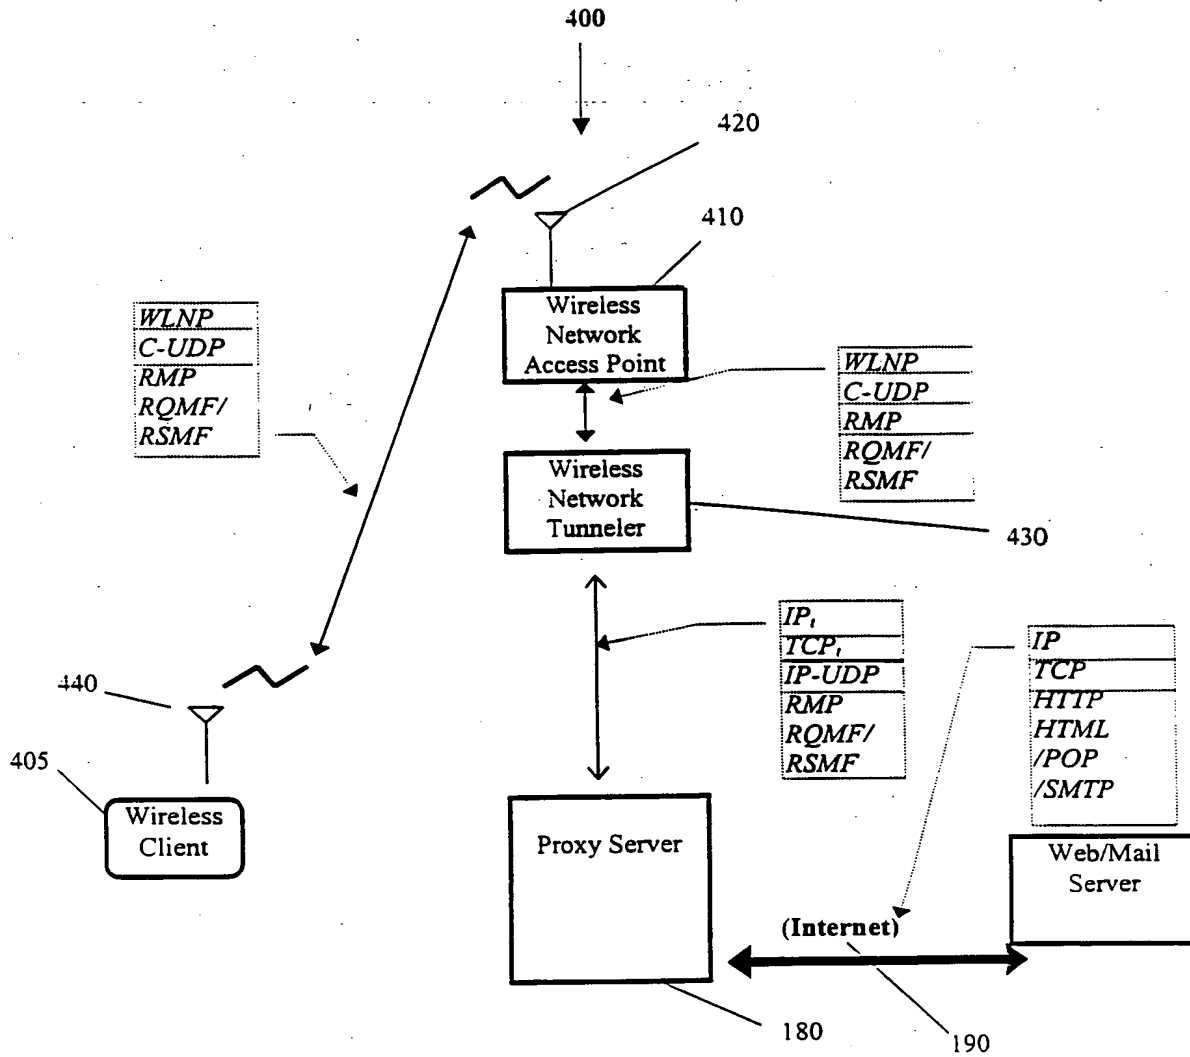 400
420
410
Wireless
Network
Access Point
WLNP
C-UDP
RMP
RQMF/
RSMF
WLNP
C-UDP
RMP
RQMF/
RSMF
Wireless
Network
Tunneler
430
IPₜ
TCPₜ
IP-UDP
RMP
RQMF/
RSMF
IP
TCP
HTTP
HTML
/POP
/SMTP
440
405
Wireless
Client
Proxy Server
Web/Mail
Server
(Internet)
180
190